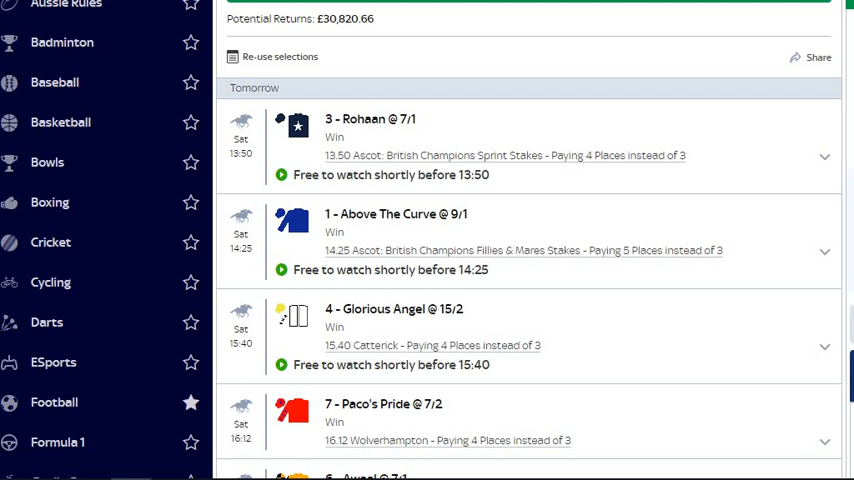 Aussie Rules
Badminton
Baseball
Basketball
Bowls
Boxing
Cricket
Cycling
Darts
ESports
Football
Formula 1
Potential Returns: £30,820.66
Re-use selections
Share
Tomorrow
Sat
13:50
3 - Rohaan @ 7/1
Win
13.50 Ascot: British Champions Sprint Stakes - Paying 4 Places instead of 3
Free to watch shortly before 13:50
Sat
14:25
1 - Above The Curve @ 9/1
Win
14.25 Ascot: British Champions Fillies & Mares Stakes - Paying 5 Places instead of 3
Free to watch shortly before 14:25
Sat
15:40
4 - Glorious Angel @ 15/2
Win
15.40 Catterick - Paying 4 Places instead of 3
Free to watch shortly before 15:40
Sat
16:12
7 - Paco's Pride @ 7/2
Win
16.12 Wolverhampton - Paying 4 Places instead of 3